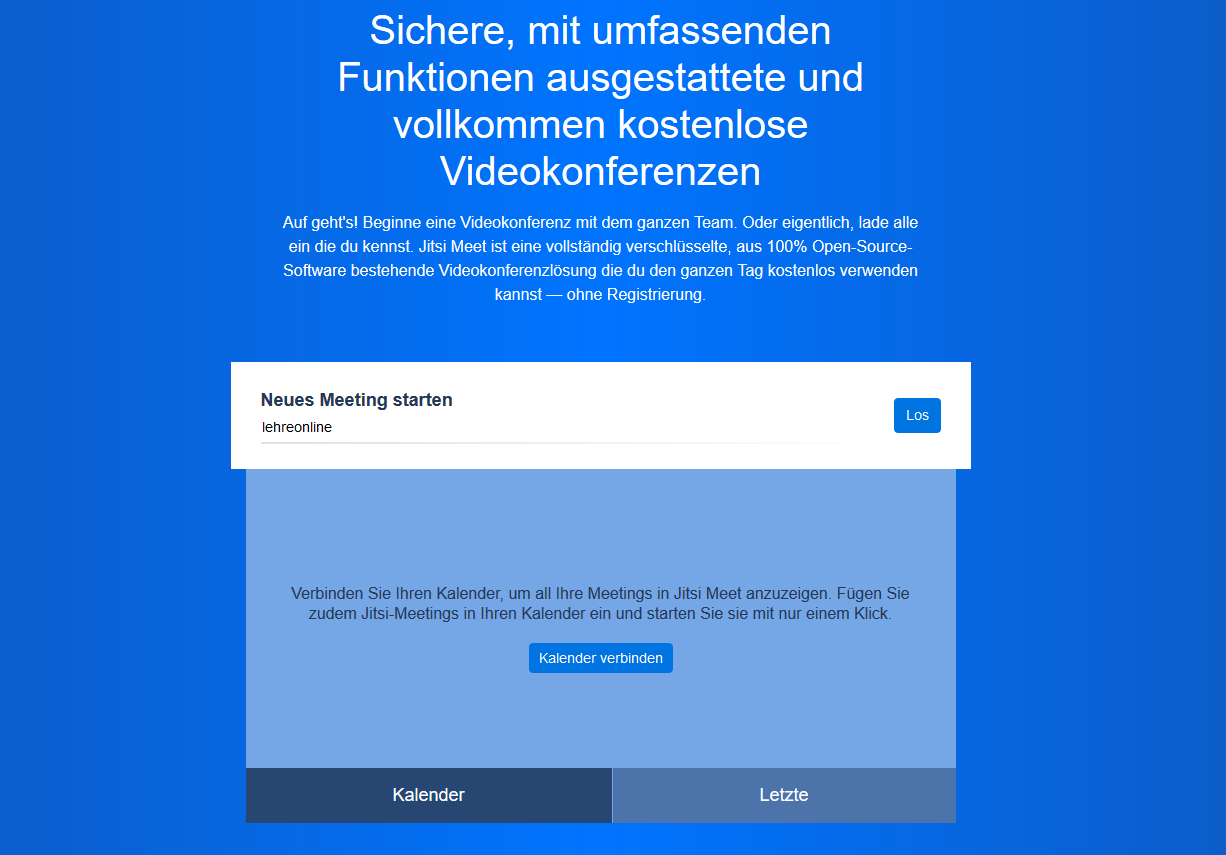 Sichere, mit umfassenden
Funktionen ausgestattete und
vollkommen kostenlose
Videokonferenzen
Auf geht's! Beginne eine Videokonferenz mit dem ganzen Team. Oder eigentlich, lade alle
ein die du kennst. Jitsi Meet ist eine vollständig verschlüsselte, aus 100% Open-Source-
Software bestehende Videokonferenzlösung die du den ganzen Tag kostenlos verwenden
kannst — ohne Registrierung.
Neues Meeting starten
lehreonline
Los
Verbinden Sie Ihren Kalender, um all Ihre Meetings in Jitsi Meet anzuzeigen. Fügen Sie
zudem Jitsi-Meetings in Ihren Kalender ein und starten Sie sie mit nur einem Klick.
Kalender verbinden
Kalender
Letzte